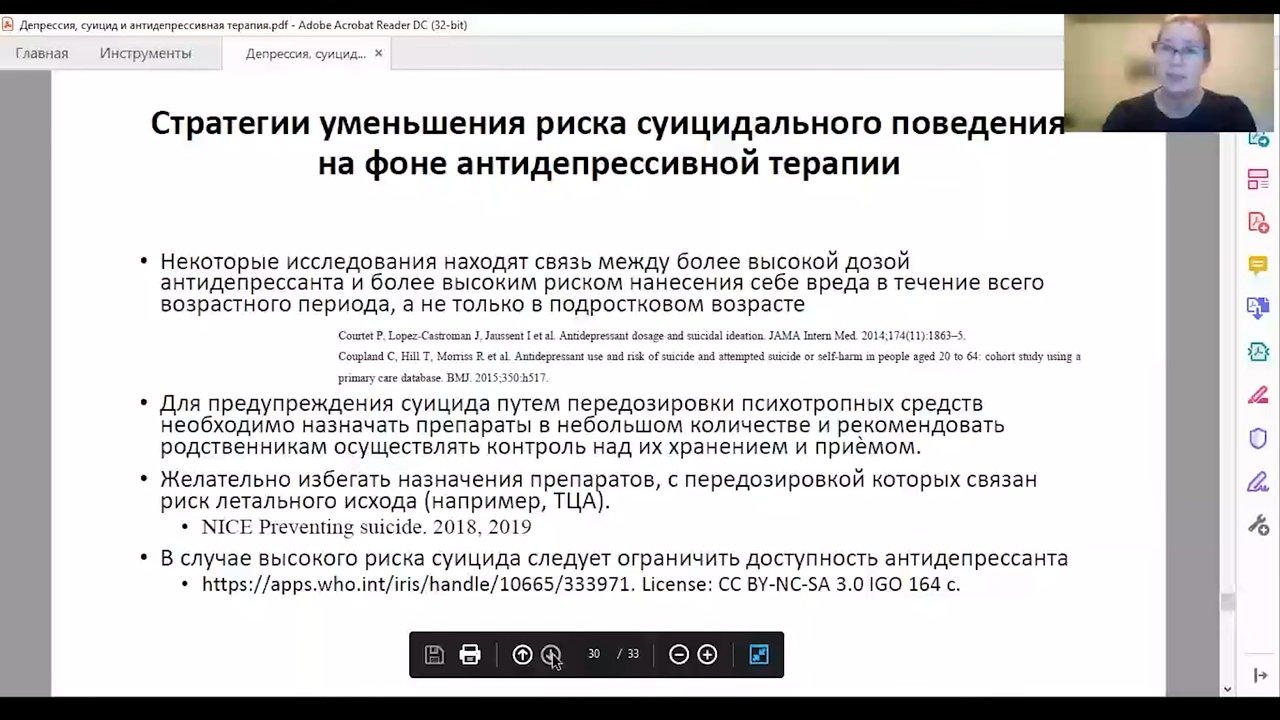 Депрессия, суицид и антидепрессивная терапия.pdf - Adobe Acrobat Reader DC (32-bit)
Главная Инструменты Депрессия, суицид... ×
Стратегии уменьшения риска суицидального поведения
на фоне антидепрессивной терапии
• Некоторые исследования находят связь между более высокой дозой
антидепрессанта и более высоким риском нанесения себе вреда в течение всего
возрастного периода, а не только в подростковом возрасте
Courtet P, Lopez-Castroman J, Jaussent I et al. Antidepressant dosage and suicidal ideation. JAMA Intern Med. 2014;174(11):1863–5.
Coupland C, Hill T, Morriss R et al. Antidepressant use and risk of suicide and attempted suicide or self-harm in people aged 20 to 64: cohort study using a
primary care database. BMJ. 2015;350:h517.
• Для предупреждения суицида путем передозировки психотропных средств
необходимо назначать препараты в небольшом количестве и рекомендовать
родственникам осуществлять контроль над их хранением и приѐмом.
• Желательно избегать назначения препаратов, с передозировкой которых связан
риск летального исхода (например, ТЦА).
• NICE Preventing suicide. 2018, 2019
• В случае высокого риска суицида следует ограничить доступность антидепрессанта
• https://apps.who.int/iris/handle/10665/333971. License: CC BY-NC-SA 3.0 IGO 164 с.
30 / 33